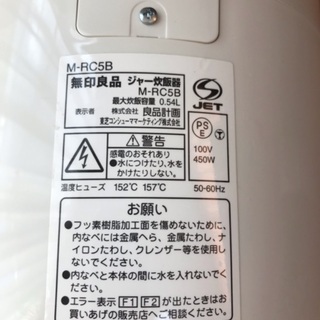 M-RC5B
無印良品 ジャー炊飯器
M-RC5B
最大炊飯容量 0.54L
表示者 株式会社 良品計画
東芝コンシューママーケティング株式会社
S
JET
PS
E
100V
450W
50-60Hz
警告
感電のおそれあり
●水につけたり、水を
かけたりしない。
温度ヒューズ 152℃ 157℃
お願い
●フッ素樹脂加工面を傷めないために、
内なべには金属へら、金属たわし、ナ
イロンたわし、クレンザー等を使用し
ないでください。
●内なべと本体の間に水を入れないで
ください。
●エラー表示 F1 F2 が出たときはお
買いあげの販売店へご相談ください。